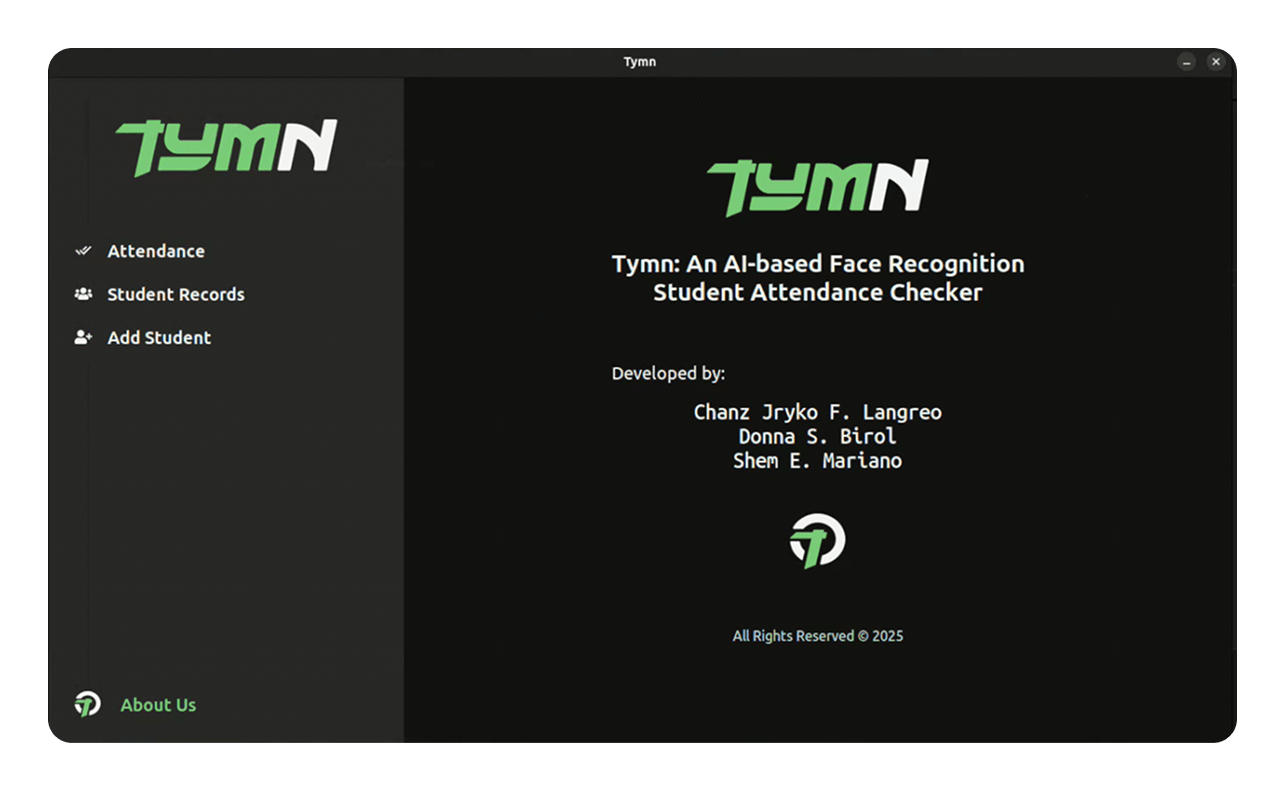 Tymn
TYMN
Attendance
Student Records
Add Student
About Us
TYMN
Tymn: An AI-based Face Recognition
Student Attendance Checker
Developed by:
Chanz Jryko F. Langreo
Donna S. Birol
Shem E. Mariano
All Rights Reserved © 2025